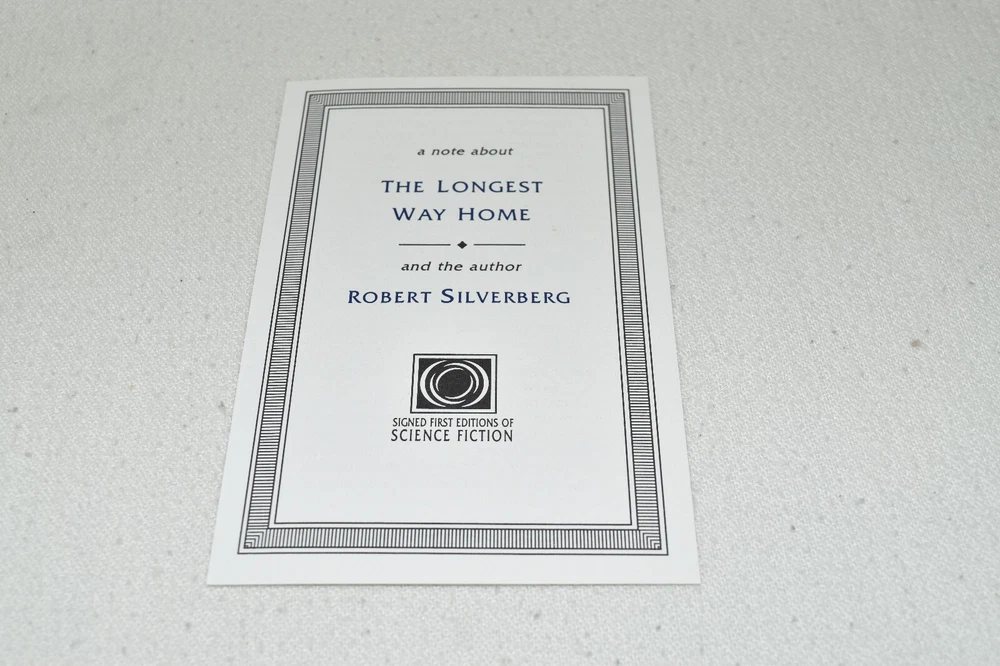 a note about
THE LONGEST
WAY HOME
and the author
ROBERT SILVERBERG
SIGNED FIRST EDITIONS OF
SCIENCE FICTION